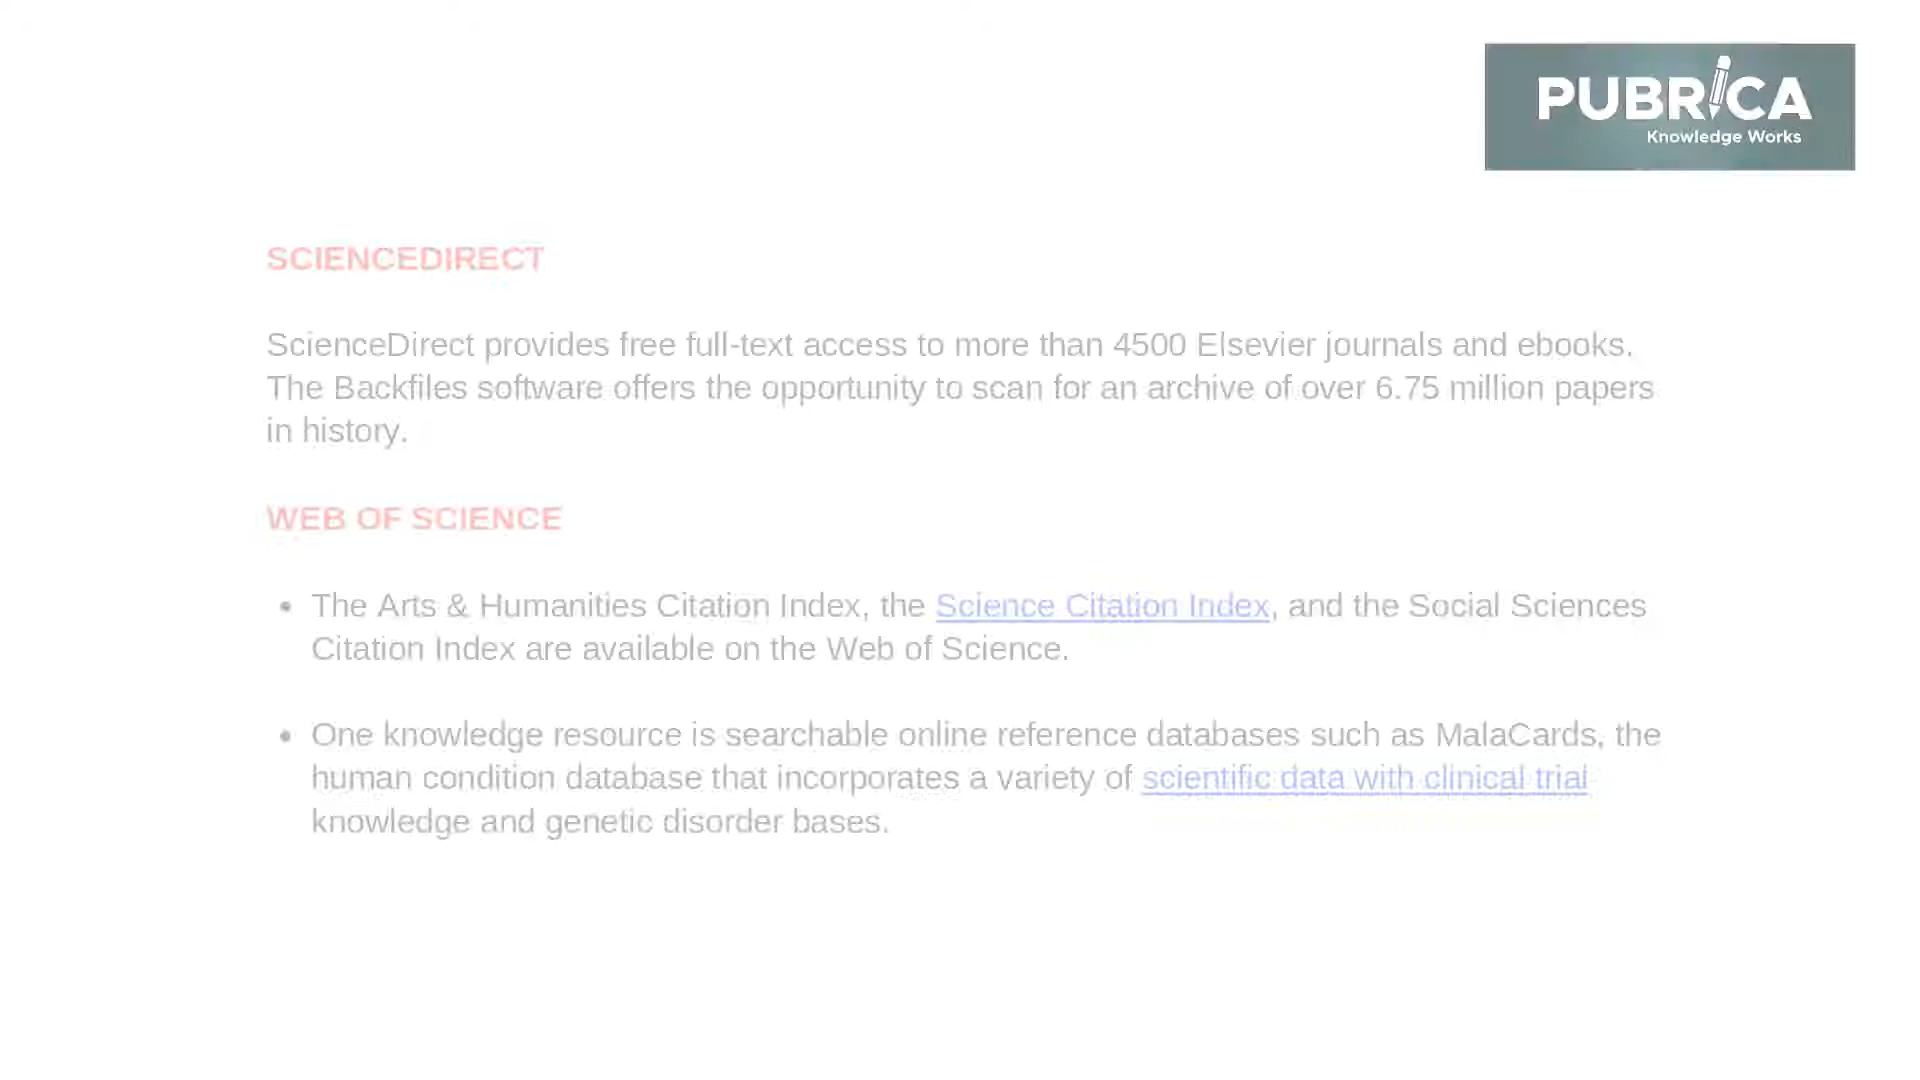 PUBRICA
Knowledge Works
SCIENCEDIRECT
ScienceDirect provides free full-text access to more than 4500 Elsevier journals and ebooks.
The Backfiles software offers the opportunity to scan for an archive of over 6.75 million papers
in history.
WEB OF SCIENCE
• The Arts & Humanities Citation Index, the Science Citation Index, and the Social Sciences
Citation Index are available on the Web of Science.
• One knowledge resource is searchable online reference databases such as MalaCards, the
human condition database that incorporates a variety of scientific data with clinical trial
knowledge and genetic disorder bases.